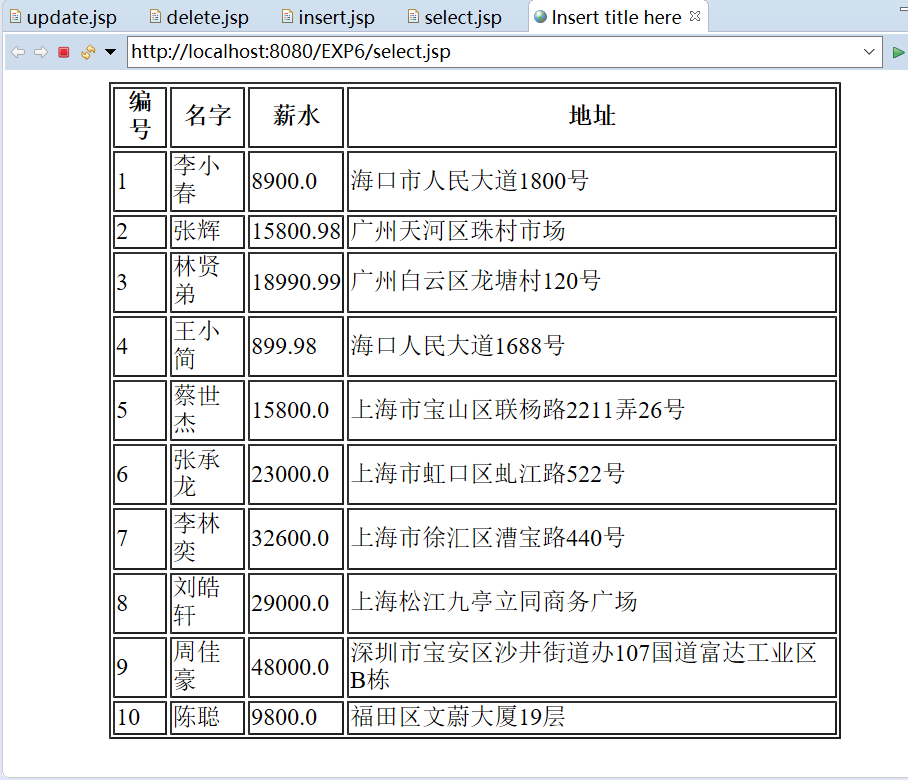 update.jsp delete.jsp insert.jsp select.jsp Insert title here
http://localhost:8080/EXP6/select.jsp
编号 名字 薪水 地址
1 李小春 8900.0 海口市人民大道1800号
2 张辉 15800.98 广州天河区珠村市场
3 林贤弟 18990.99 广州白云区龙塘村120号
4 王小简 899.98 海口人民大道1688号
5 蔡世杰 15800.0 上海市宝山区联杨路2211弄26号
6 张承龙 23000.0 上海市虹口区虬江路522号
7 李林奕 32600.0 上海市徐汇区漕宝路440号
8 刘皓轩 29000.0 上海松江九亭立同商务广场
9 周佳豪 48000.0 深圳市宝安区沙井街道办107国道富达工业区B栋
10 陈聪 9800.0 福田区文蔚大厦19层